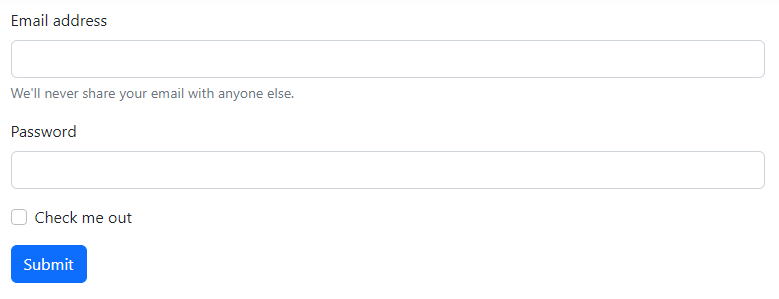 Email address
We'll never share your email with anyone else.
Password
Check me out
Submit